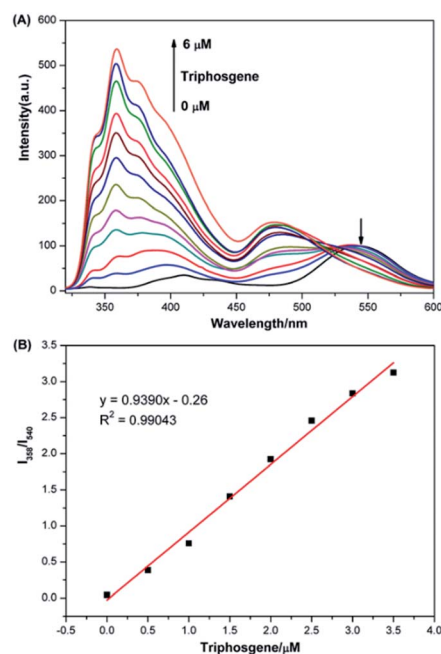 (A)
600
500
400
300
200
100
0
Intensity(a.u.)
6 μM
Triphosgene
0 μM
350 400 450 500 550 600
Wavelength/nm
(B)
3.5
3.0
2.5
2.0
1.5
1.0
0.5
0.0
I358/I540
y = 0.9390x - 0.26
R² = 0.99043
-0.5 0.0 0.5 1.0 1.5 2.0 2.5 3.0 3.5 4.0
Triphosgene/μM